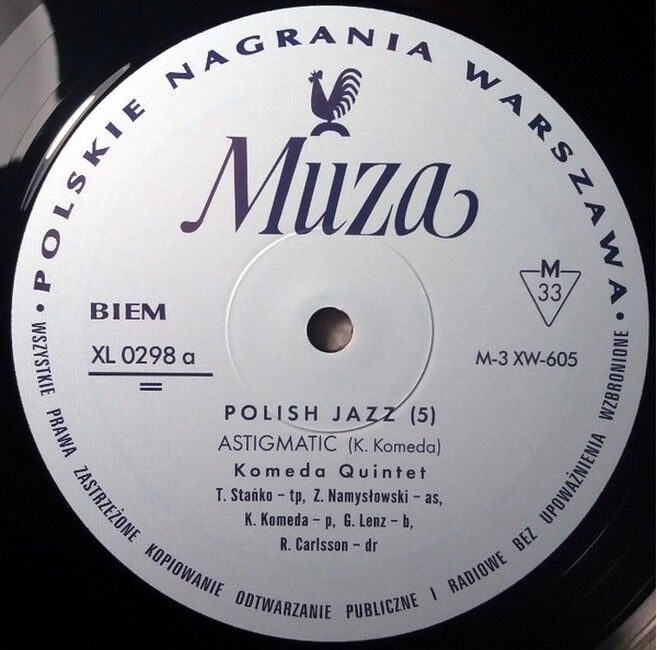 • POLSKIE NAGRANIA WARSZAWA •
Muza
BIEM
M
33
XL 0298 a
M-3 XW-605
POLISH JAZZ (5)
ASTIGMATIC (K. Komeda)
Komeda Quintet
T. Stańko – tp, Z. Namysłowski – as,
K. Komeda – p, G. Lenz – b,
R. Carlsson – dr
WSZYSTKIE PRAWA ZASTRZEŻONE KOPIOWANIE ODTWARZANIE PUBLICZNE I RADIOWE BEZ UPOWAŻNIENIA WZBRONIONE